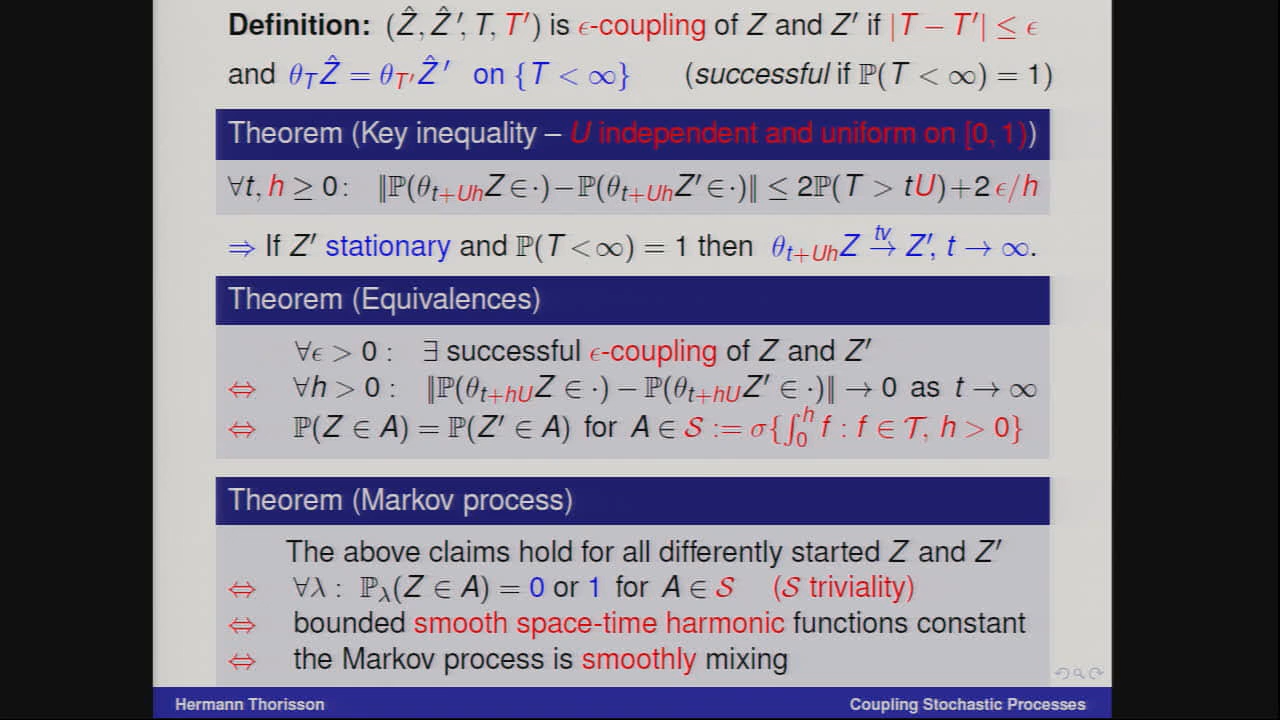 Definition: (Ẑ, Ẑ′, T, T′) is ϵ-coupling of Z and Z′ if |T − T′| ≤ ϵ
and θ_T Ẑ = θ_{T′} Ẑ′ on {T < ∞} (successful if ℙ(T < ∞) = 1)
Theorem (Key inequality – U independent and uniform on [0, 1))
∀t, h ≥ 0 : ‖ℙ(θ_{t+Uh}Z ∈ ·) − ℙ(θ_{t+Uh}Z′ ∈ ·)‖ ≤ 2ℙ(T > tU) + 2 ϵ/h
⇒ If Z′ stationary and ℙ(T < ∞) = 1 then θ_{t+Uh}Z →^{tv} Z′, t → ∞.
Theorem (Equivalences)
∀ϵ > 0 : ∃ successful ϵ-coupling of Z and Z′
⇔ ∀h > 0 : ‖ℙ(θ_{t+hU}Z ∈ ·) − ℙ(θ_{t+hU}Z′ ∈ ·)‖ → 0 as t → ∞
⇔ ℙ(Z ∈ A) = ℙ(Z′ ∈ A) for A ∈ 𝒮 := σ{∫_0^h f : f ∈ 𝒯, h > 0}
Theorem (Markov process)
The above claims hold for all differently started Z and Z′
⇔ ∀λ : ℙ_λ(Z ∈ A) = 0 or 1 for A ∈ 𝒮 (𝒮 triviality)
⇔ bounded smooth space-time harmonic functions constant
⇔ the Markov process is smoothly mixing
Hermann Thorisson Coupling Stochastic Processes